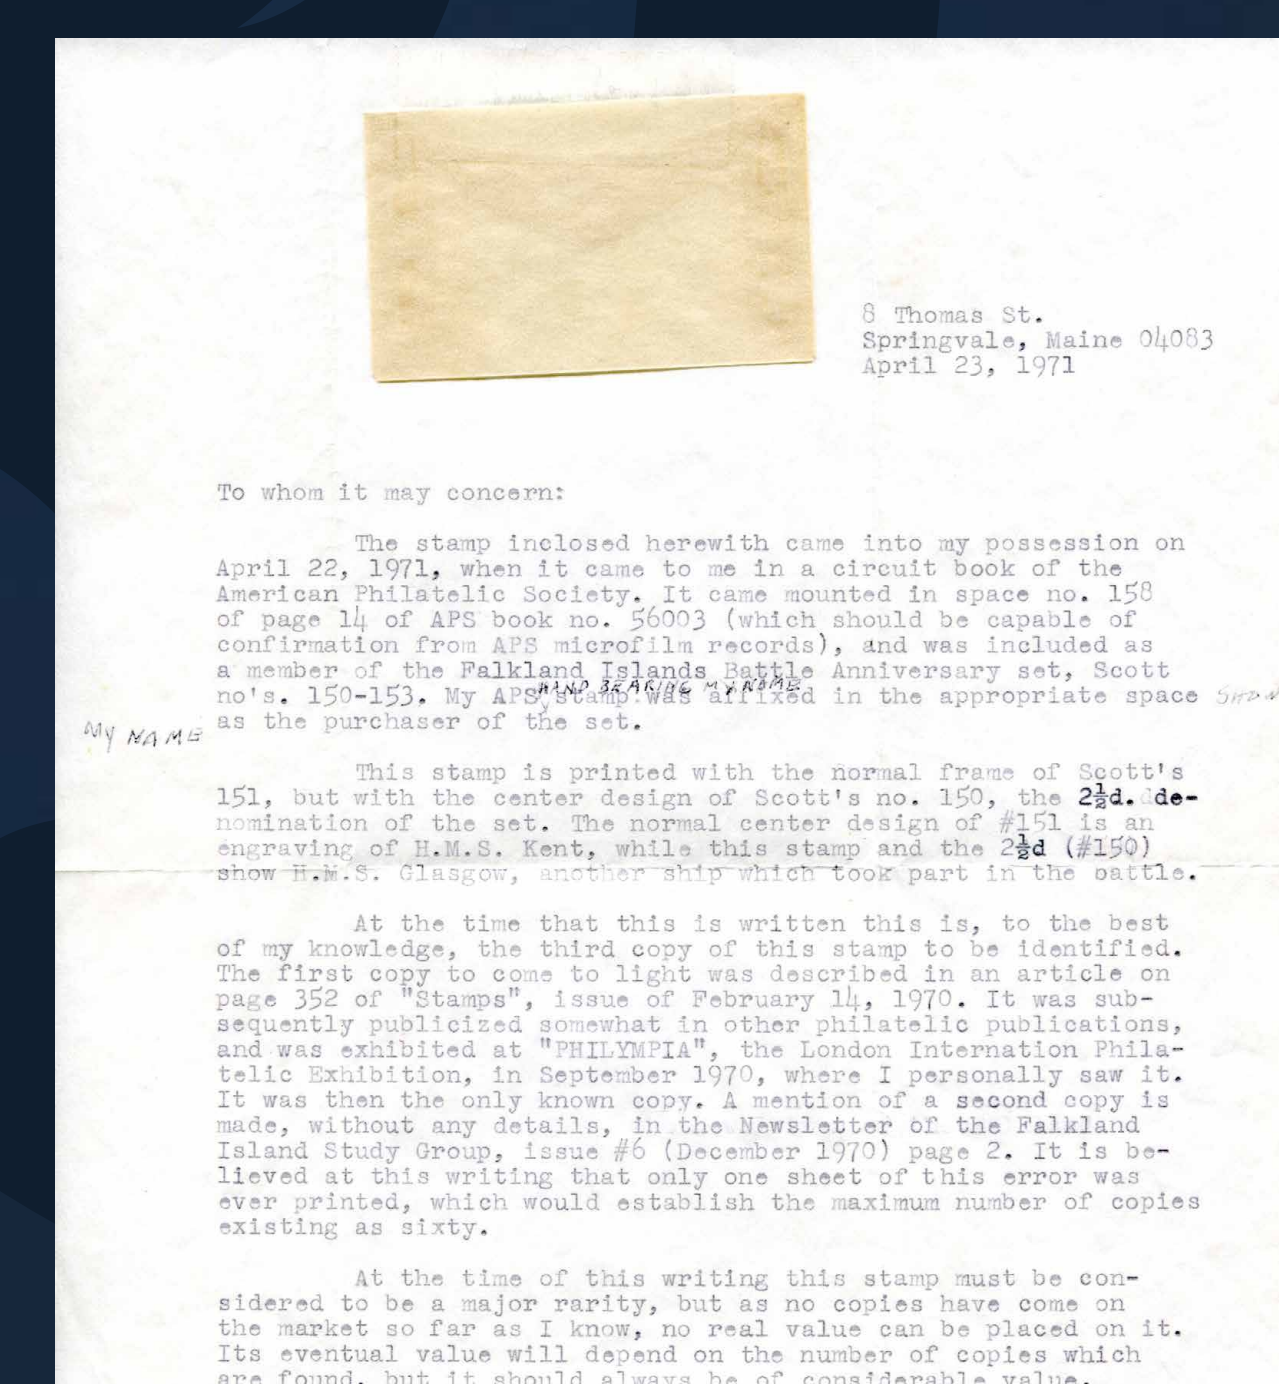 8 Thomas St.
Springvale, Maine 04083
April 23, 1971
To whom it may concern:
The stamp inclosed herewith came into my possession on
April 22, 1971, when it came to me in a circuit book of the
American Philatelic Society. It came mounted in space no. 158
of page 14 of APS book no. 56003 (which should be capable of
confirmation from APS microfilm records), and was included as
a member of the Falkland Islands Battle Anniversary set, Scott
HAND BEARING MY NAME
no's. 150-153. My APS stamp was affixed in the appropriate space
MY NAME as the purchaser of the set.
This stamp is printed with the normal frame of Scott's
151, but with the center design of Scott's no. 150, the 2½d. de-
nomination of the set. The normal center design of #151 is an
engraving of H.M.S. Kent, while this stamp and the 2½d (#150)
show H.M.S. Glasgow, another ship which took part in the battle.
At the time that this is written this is, to the best
of my knowledge, the third copy of this stamp to be identified.
The first copy to come to light was described in an article on
page 352 of "Stamps", issue of February 14, 1970. It was sub-
sequently publicized somewhat in other philatelic publications,
and was exhibited at "PHILYMPIA", the London Internation Phila-
telic Exhibition, in September 1970, where I personally saw it.
It was then the only known copy. A mention of a second copy is
made, without any details, in the Newsletter of the Falkland
Island Study Group, issue #6 (December 1970) page 2. It is be-
lieved at this writing that only one sheet of this error was
ever printed, which would establish the maximum number of copies
existing as sixty.
At the time of this writing this stamp must be con-
sidered to be a major rarity, but as no copies have come on
the market so far as I know, no real value can be placed on it.
Its eventual value will depend on the number of copies which
are found, but it should always be of considerable value.